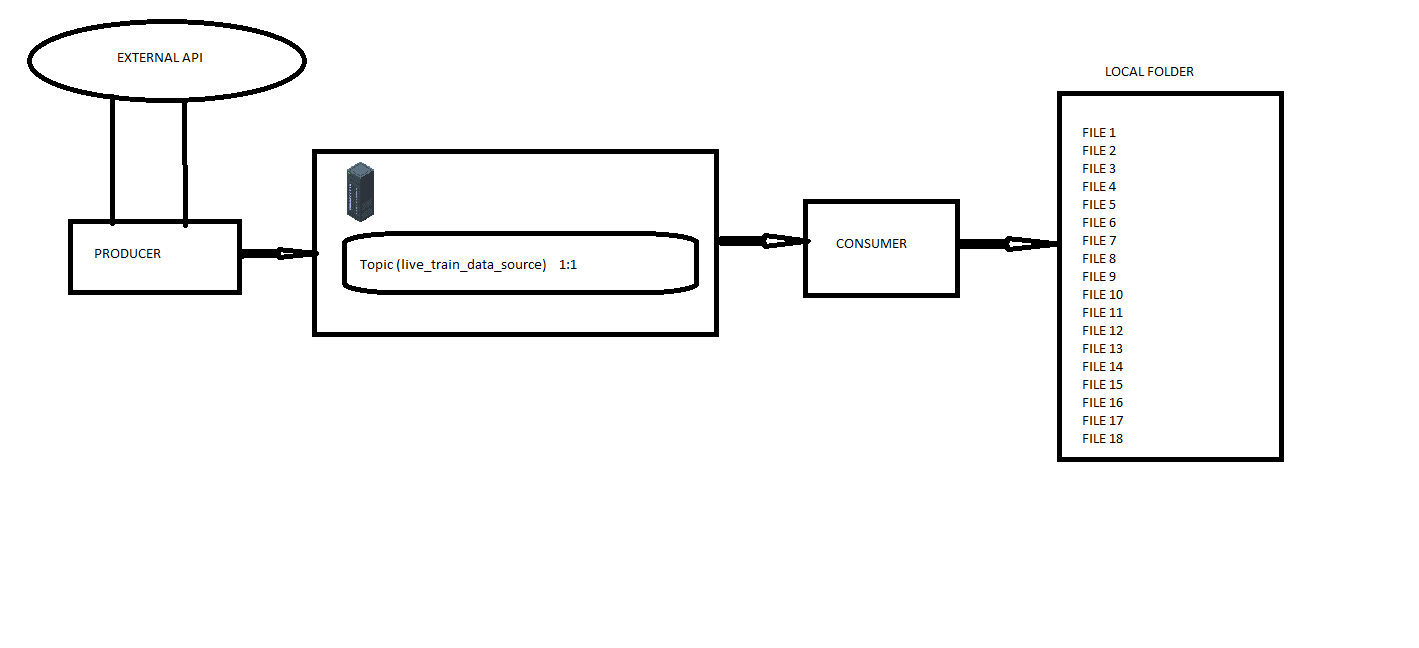 EXTERNAL API
LOCAL FOLDER
PRODUCER
Topic (live_train_data_source) 1:1
CONSUMER
FILE 1
FILE 2
FILE 3
FILE 4
FILE 5
FILE 6
FILE 7
FILE 8
FILE 9
FILE 10
FILE 11
FILE 12
FILE 13
FILE 14
FILE 15
FILE 16
FILE 17
FILE 18